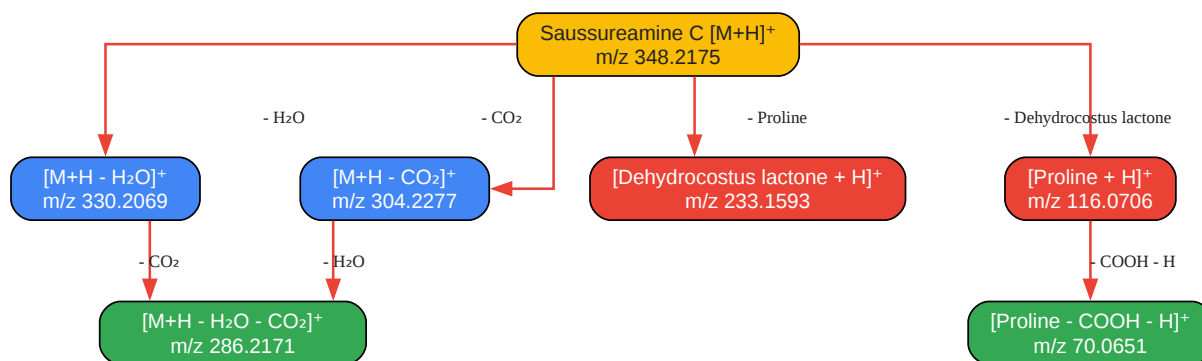 Saussureamine C [M+H]⁺
m/z 348.2175
- H₂O
- CO₂
- Proline
- Dehydrocostus lactone
[M+H - H₂O]⁺
m/z 330.2069
[M+H - CO₂]⁺
m/z 304.2277
[Dehydrocostus lactone + H]⁺
m/z 233.1593
[Proline + H]⁺
m/z 116.0706
- CO₂
- H₂O
- COOH - H
[M+H - H₂O - CO₂]⁺
m/z 286.2171
[Proline - COOH - H]⁺
m/z 70.0651